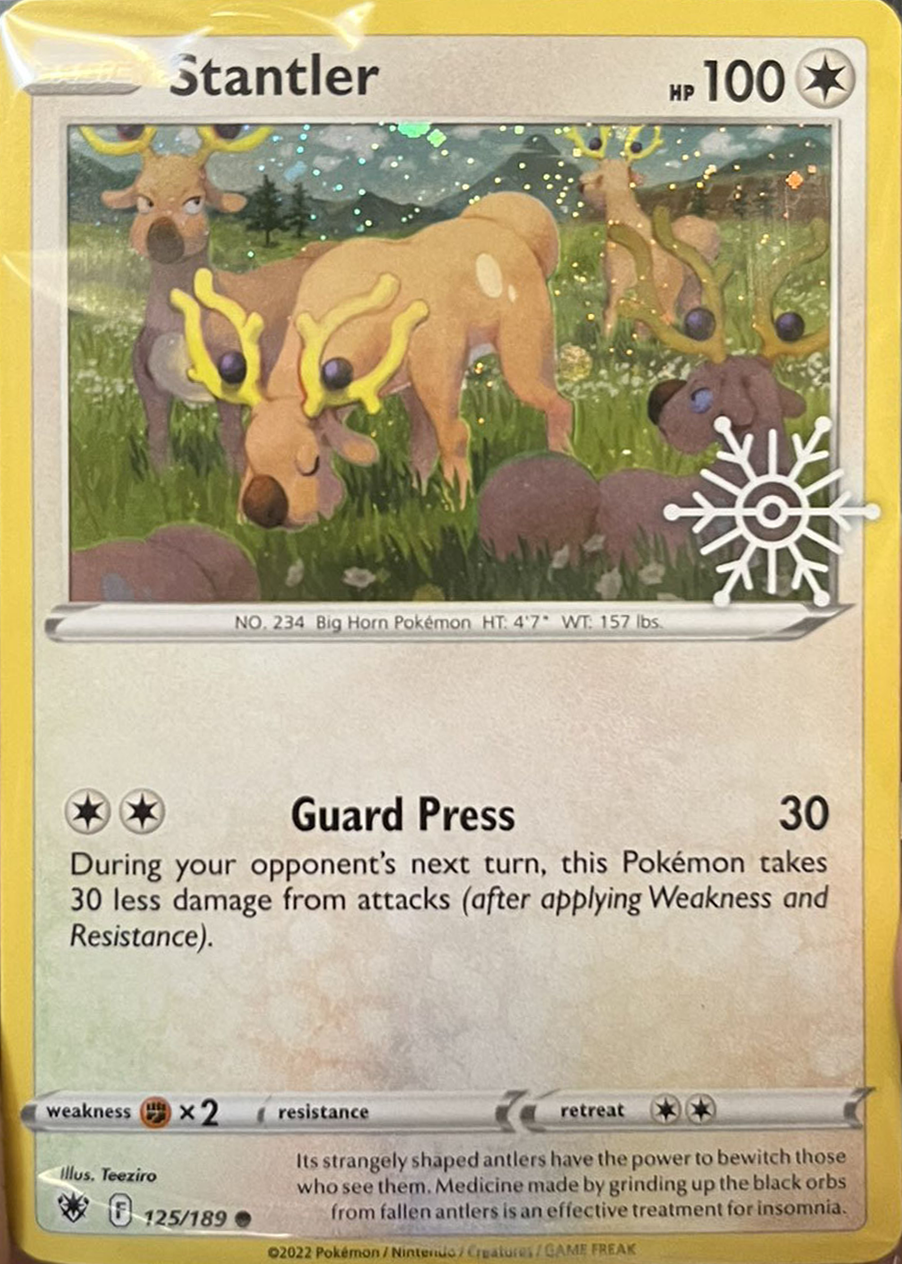 BASIC
Stantler
HP 100
NO. 234 Big Horn Pokémon HT: 4'7" WT: 157 lbs.
Guard Press 30
During your opponent's next turn, this Pokémon takes
30 less damage from attacks (after applying Weakness and
Resistance).
weakness ×2 resistance retreat
Illus. Teeziro
Its strangely shaped antlers have the power to bewitch those
who see them. Medicine made by grinding up the black orbs
from fallen antlers is an effective treatment for insomnia.
F 125/189
©2022 Pokémon / Nintendo / Creatures / GAME FREAK